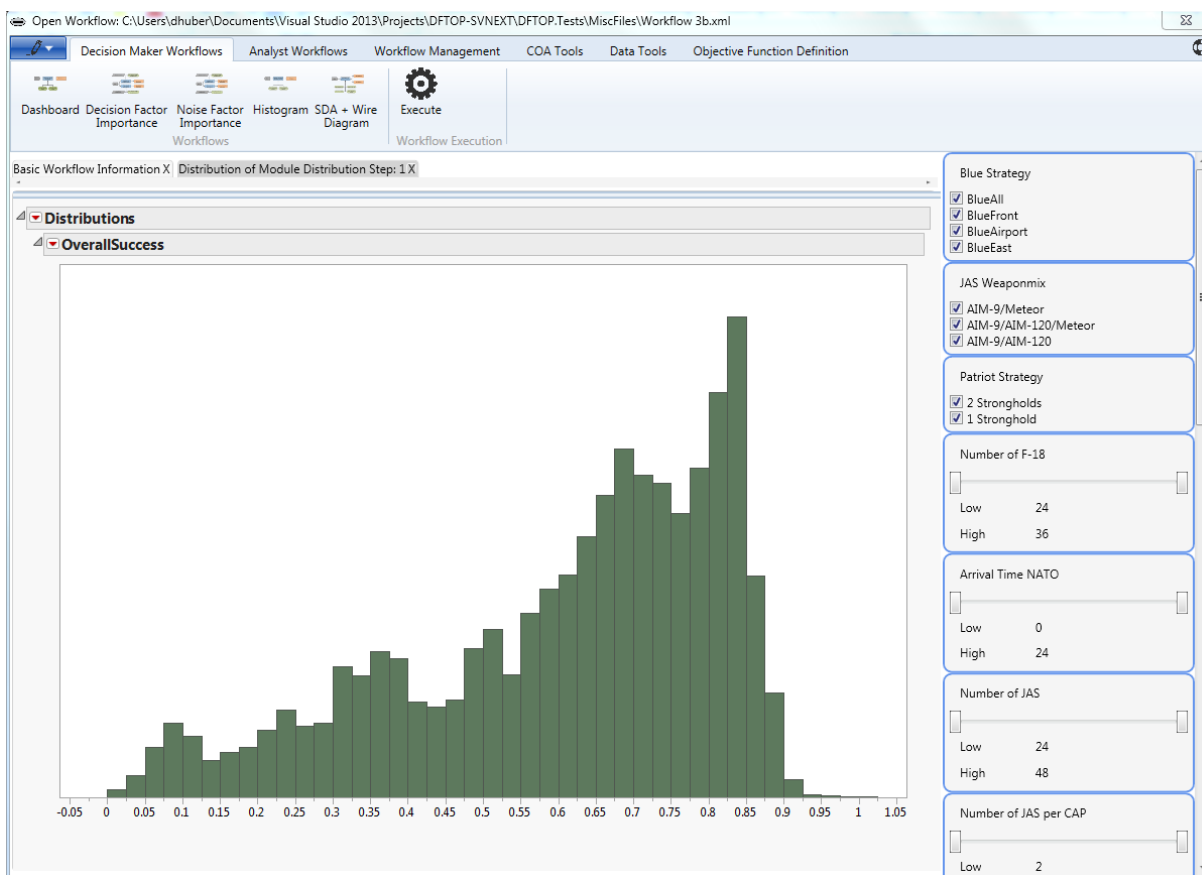 Open Workflow: C:\Users\dhuber\Documents\Visual Studio 2013\Projects\DFTOP-SVNEXT\DFTOP.Tests\MiscFiles\Workflow 3b.xml
Decision Maker Workflows Analyst Workflows Workflow Management COA Tools Data Tools Objective Function Definition
Dashboard Decision Factor Noise Factor Histogram SDA + Wire Execute
Importance Importance Diagram
Workflows Workflow Execution
Basic Workflow Information X Distribution of Module Distribution Step: 1 X
Distributions
OverallSuccess
-0.05 0 0.05 0.1 0.15 0.2 0.25 0.3 0.35 0.4 0.45 0.5 0.55 0.6 0.65 0.7 0.75 0.8 0.85 0.9 0.95 1 1.05
Blue Strategy
BlueAll
BlueFront
BlueAirport
BlueEast
JAS Weaponmix
AIM-9/Meteor
AIM-9/AIM-120/Meteor
AIM-9/AIM-120
Patriot Strategy
2 Strongholds
1 Stronghold
Number of F-18
Low 24
High 36
Arrival Time NATO
Low 0
High 24
Number of JAS
Low 24
High 48
Number of JAS per CAP
Low 2